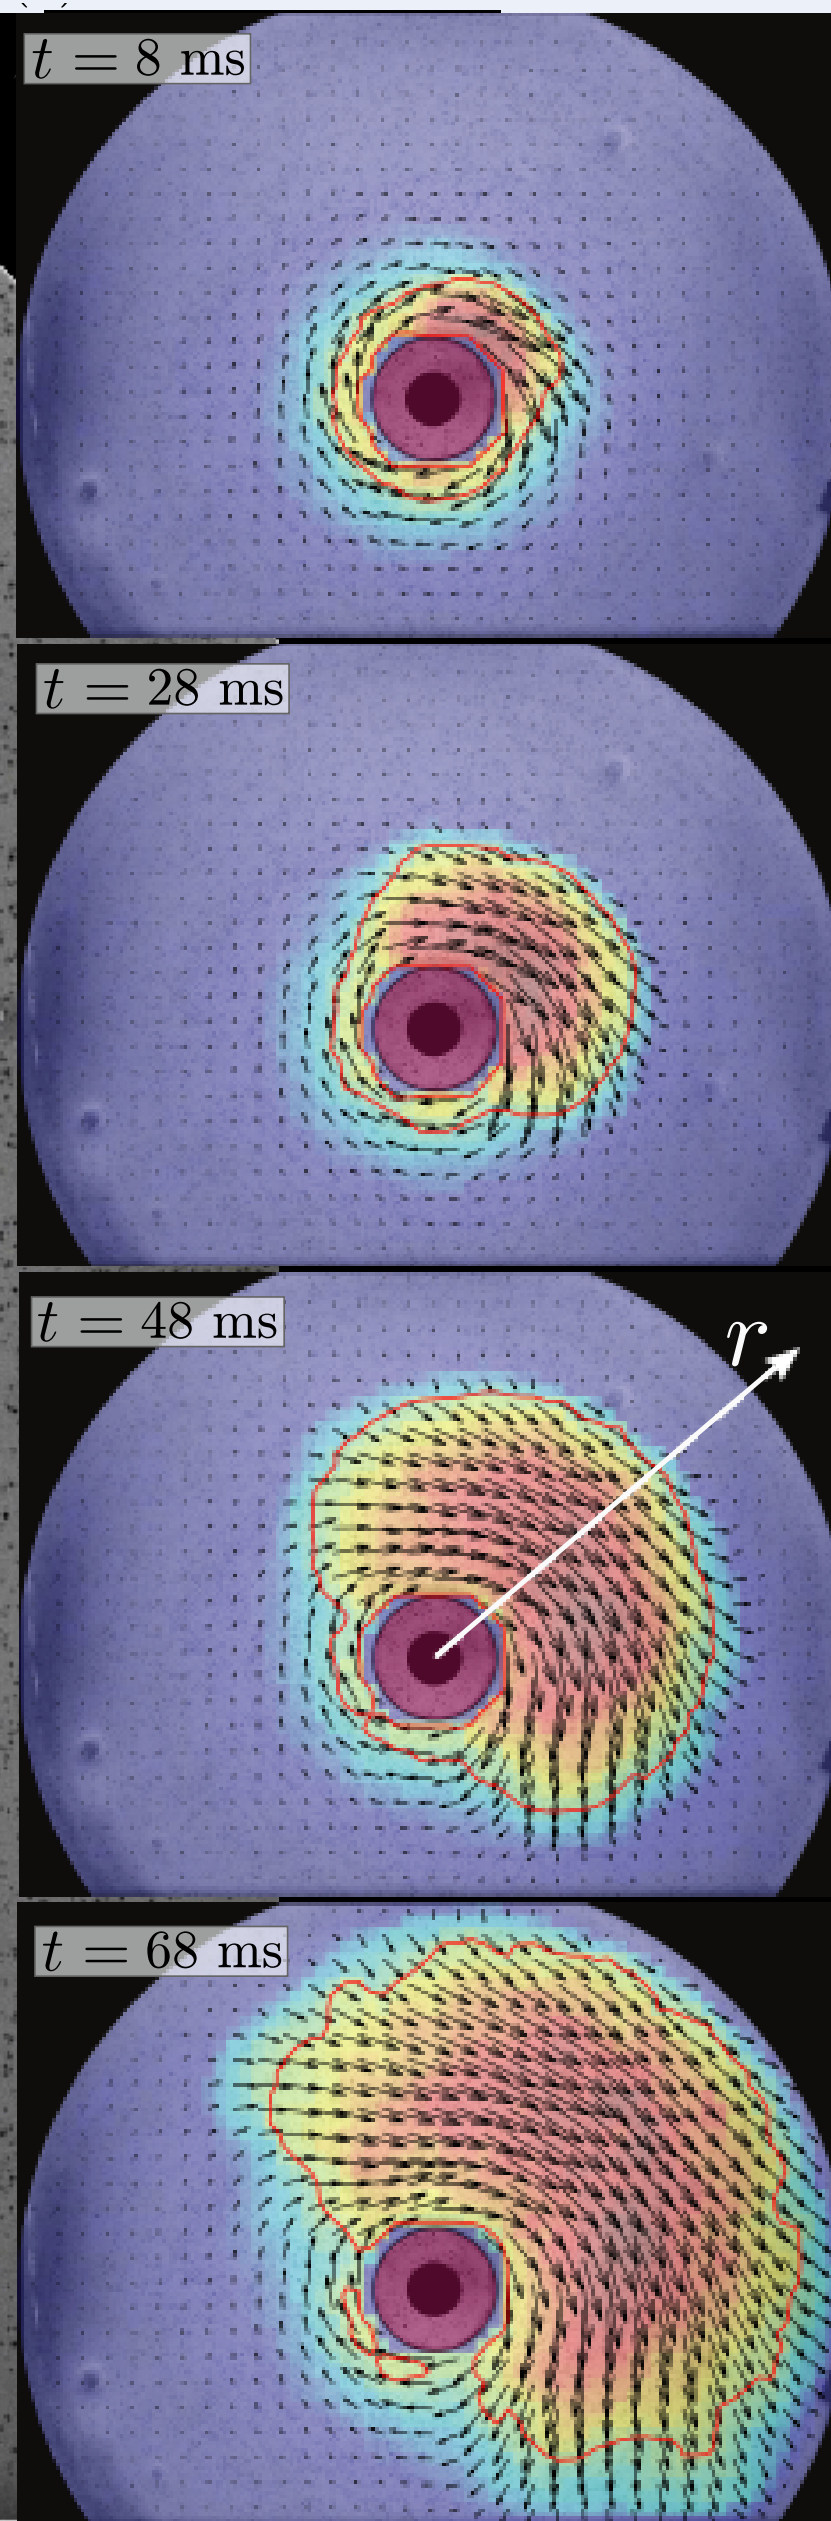 t = 8 ms
t = 28 ms
t = 48 ms
r
t = 68 ms